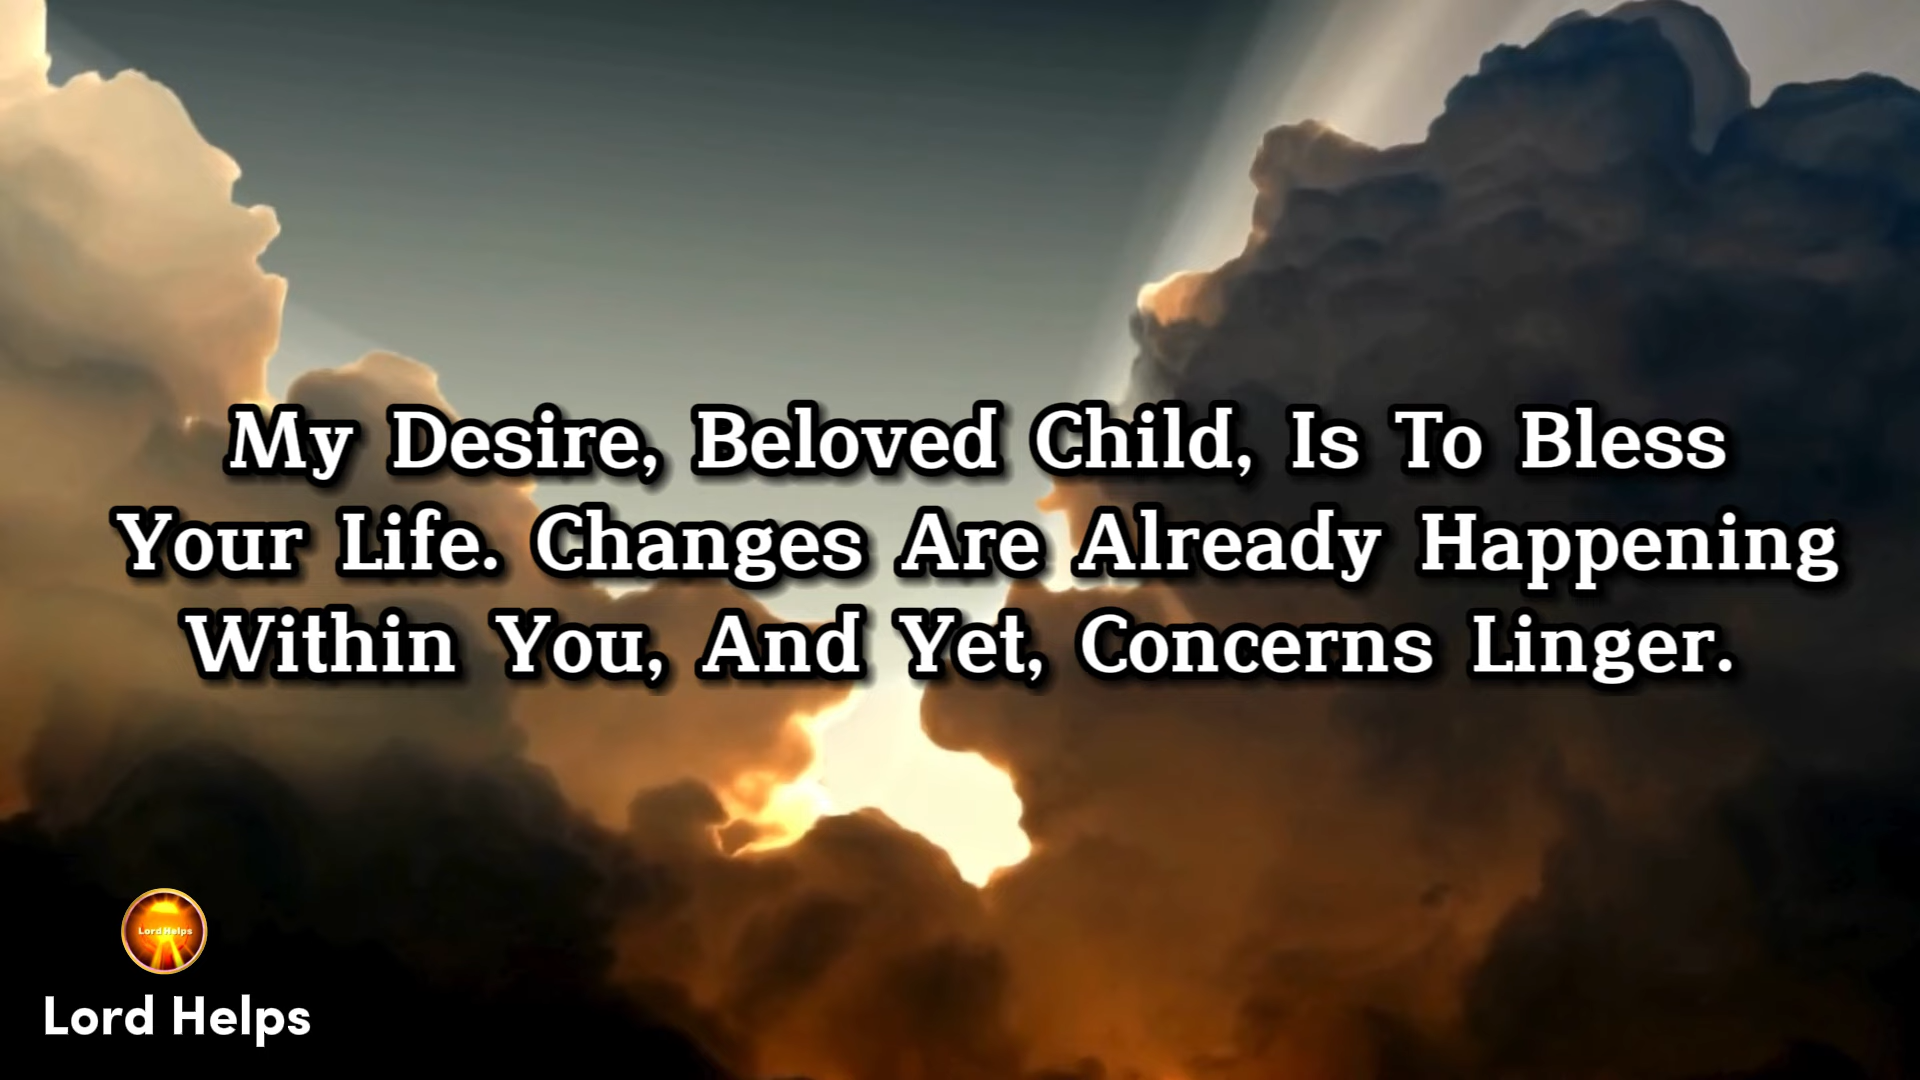 My Desire, Beloved Child, Is To Bless
Your Life. Changes Are Already Happening
Within You, And Yet, Concerns Linger.
Lord Helps
Lord Helps